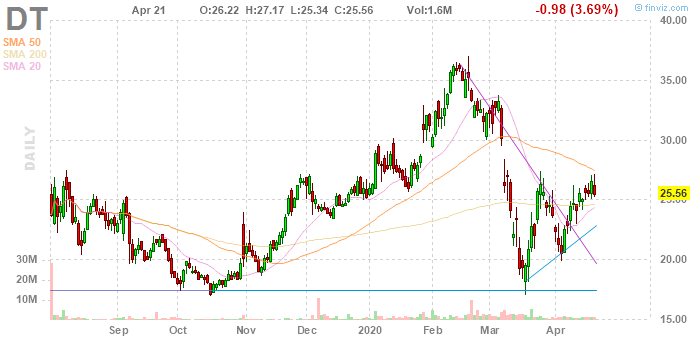 DT
Apr 21 O:26.22 H:27.17 L:25.34 C:25.56 Vol:1.6M -0.98 (3.69%) © finviz.com
SMA 50
SMA 200
SMA 20
DAILY
40.00
35.00
30.00
25.56
20.00
15.00
30M
20M
10M
Sep Oct Nov Dec 2020 Feb Mar Apr